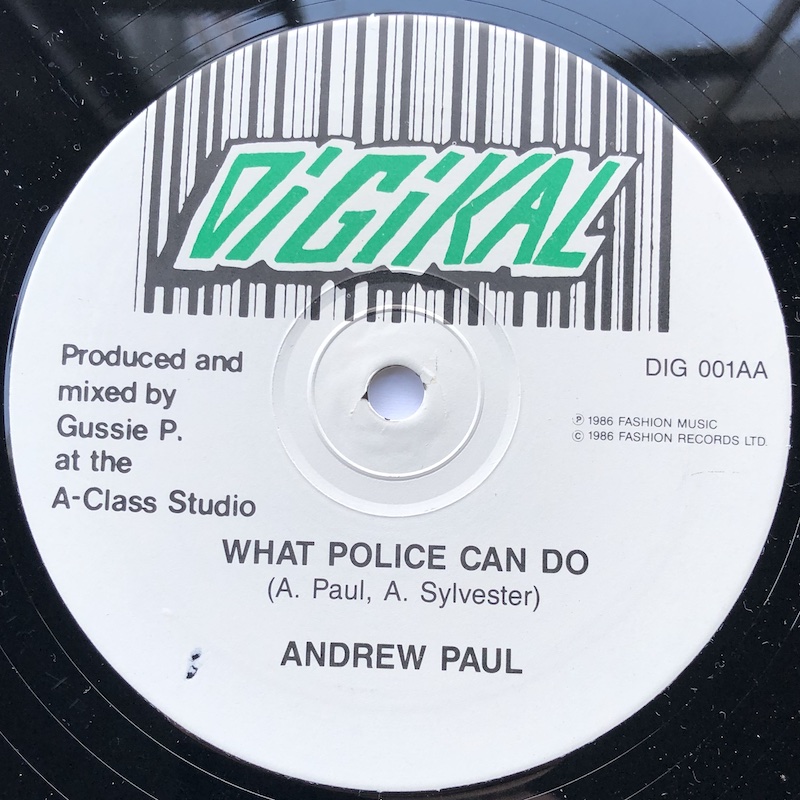 DiGiKAL
Produced and
mixed by
Gussie P.
at the
A-Class Studio
DIG 001AA
Ⓟ 1986 FASHION MUSIC
© 1986 FASHION RECORDS LTD.
WHAT POLICE CAN DO
(A. Paul, A. Sylvester)
ANDREW PAUL